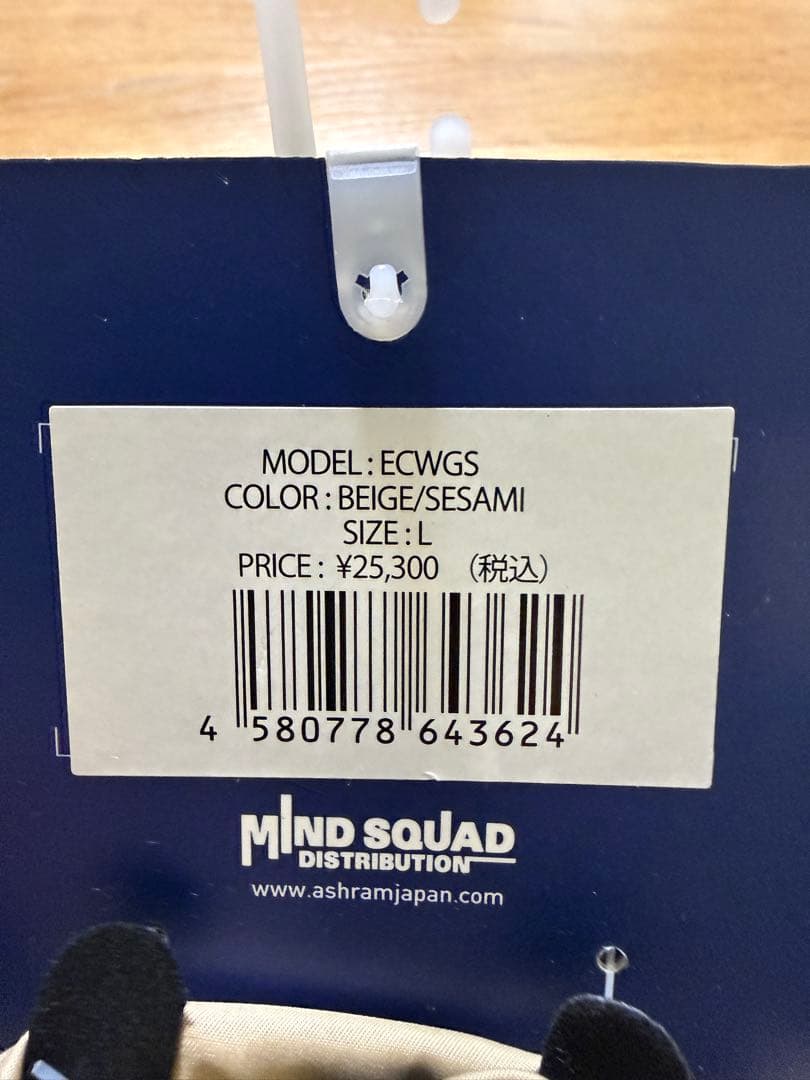 MODEL : ECWGS
COLOR : BEIGE/SESAMI
SIZE : L
PRICE : ¥25,300 （税込）
4 580778 643624
MIND SQUAD
DISTRIBUTION
www.ashramjapan.com